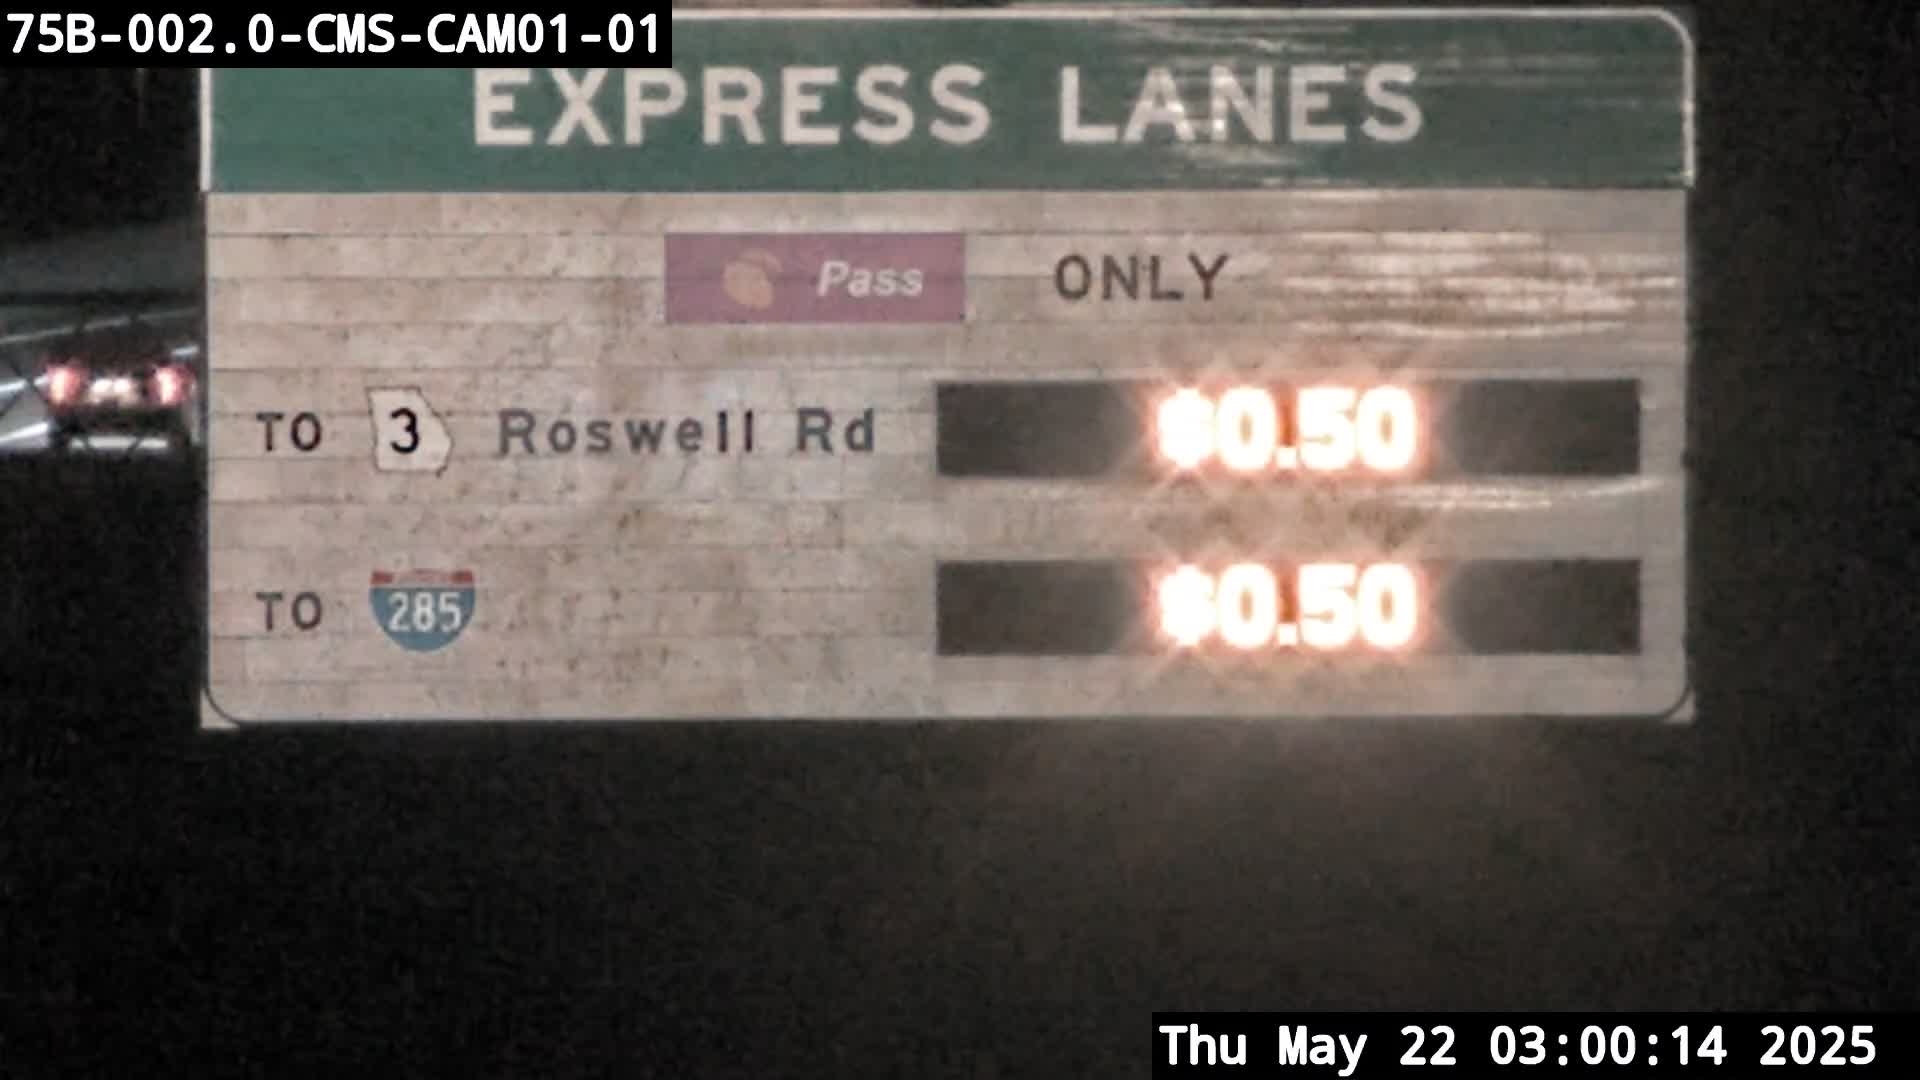 75B-002.0-CMS-CAM01-01
EXPRESS LANES
Pass ONLY
TO 3 Roswell Rd $0.50
TO 285 $0.50
Thu May 22 03:00:14 2025